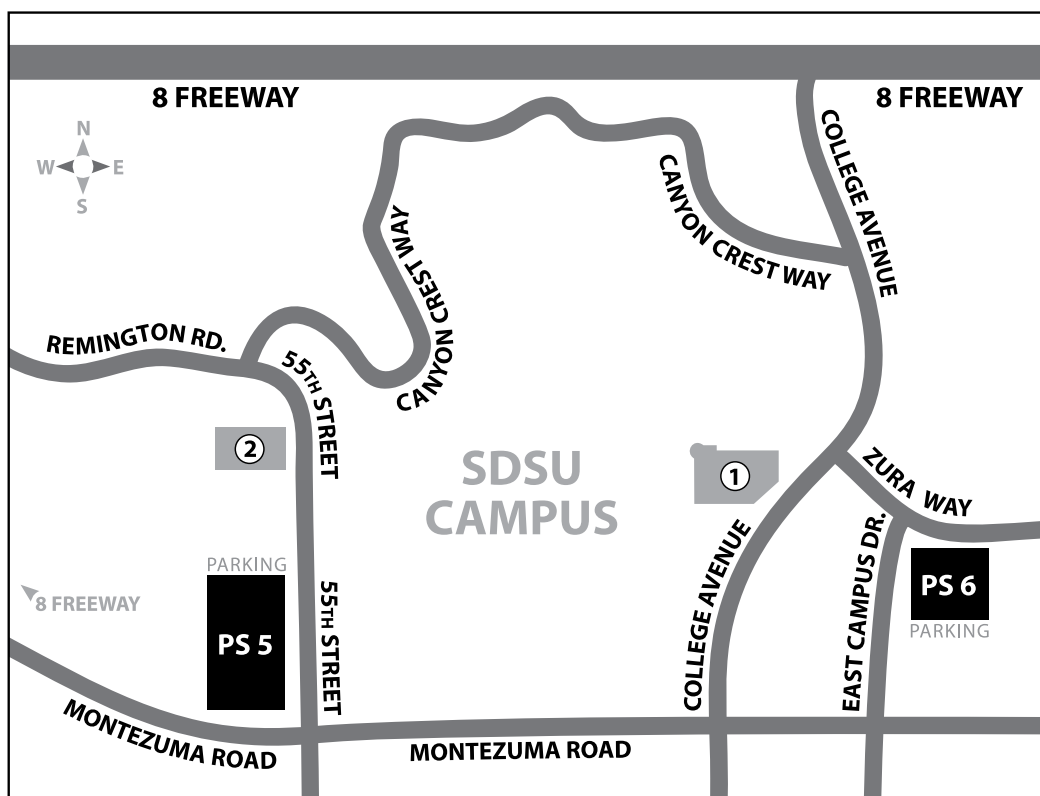 8 FREEWAY
8 FREEWAY
N
W
E
S
COLLEGE AVENUE
CANYON CREST WAY
CANYON CREST WAY
REMINGTON RD.
55TH STREET
2
SDSU
CAMPUS
1
ZURA WAY
PARKING
PS 5
8 FREEWAY
55TH STREET
COLLEGE AVENUE
EAST CAMPUS DR.
PS 6
PARKING
MONTEZUMA ROAD
MONTEZUMA ROAD